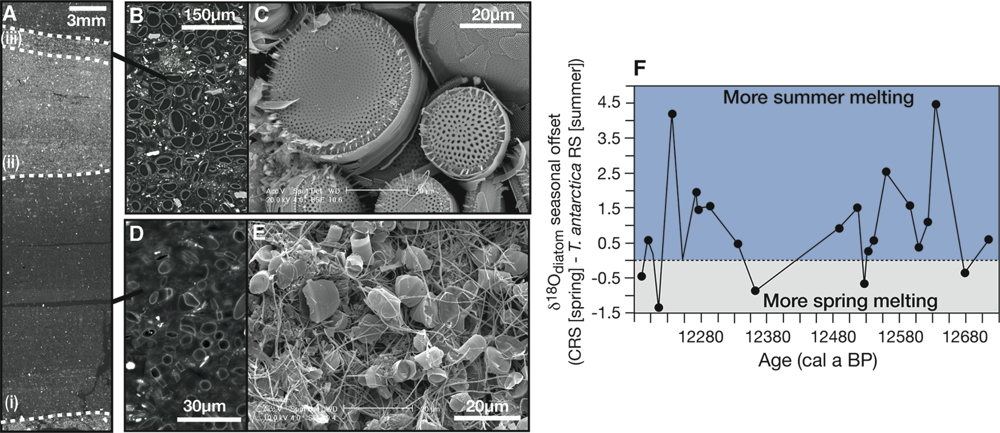 A
3mm
(iii)
(ii)
(i)
B
150µm
C
20µm
Acc.V Spot Det WD 20 µm
20.0 kV 4.0 BSE 10.6
D
30µm
E
Acc.V Spot Det WD 20 µm
10.0 kV 4.0 SE 9.4
20µm
F
More summer melting
More spring melting
4.5
3.5
2.5
1.5
0.5
-0.5
-1.5
δ18Odiatom seasonal offset
(CRS [spring] - T. antarctica RS [summer])
12280 12380 12480 12580 12680
Age (cal a BP)